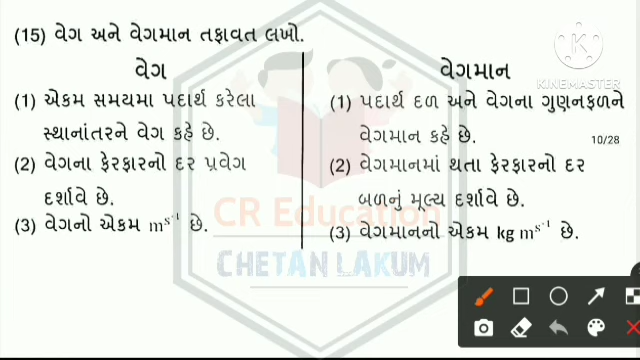 (15) વેગ અને વેગમાન તફાવત લખો.
KINEMASTER
વેગ
(1) એકમ સમયમા પદાર્થ કરેલા
સ્થાનાંતરને વેગ કહે છે.
(2) વેગના ફેરફારનો દર પ્રવેગ
દર્શાવે છે.
(3) વેગનો એકમ mˢ⁻¹ છે.
વેગમાન
(1) પદાર્થ દળ અને વેગના ગુણનફળને
વેગમાન કહે છે.
10/28
(2) વેગમાનમાં થતા ફેરફારનો દર
બળનું મૂલ્ય દર્શાવે છે.
(3) વેગમાનનો એકમ kg mˢ⁻¹ છે.
CR Education
CHETAN LAKUM